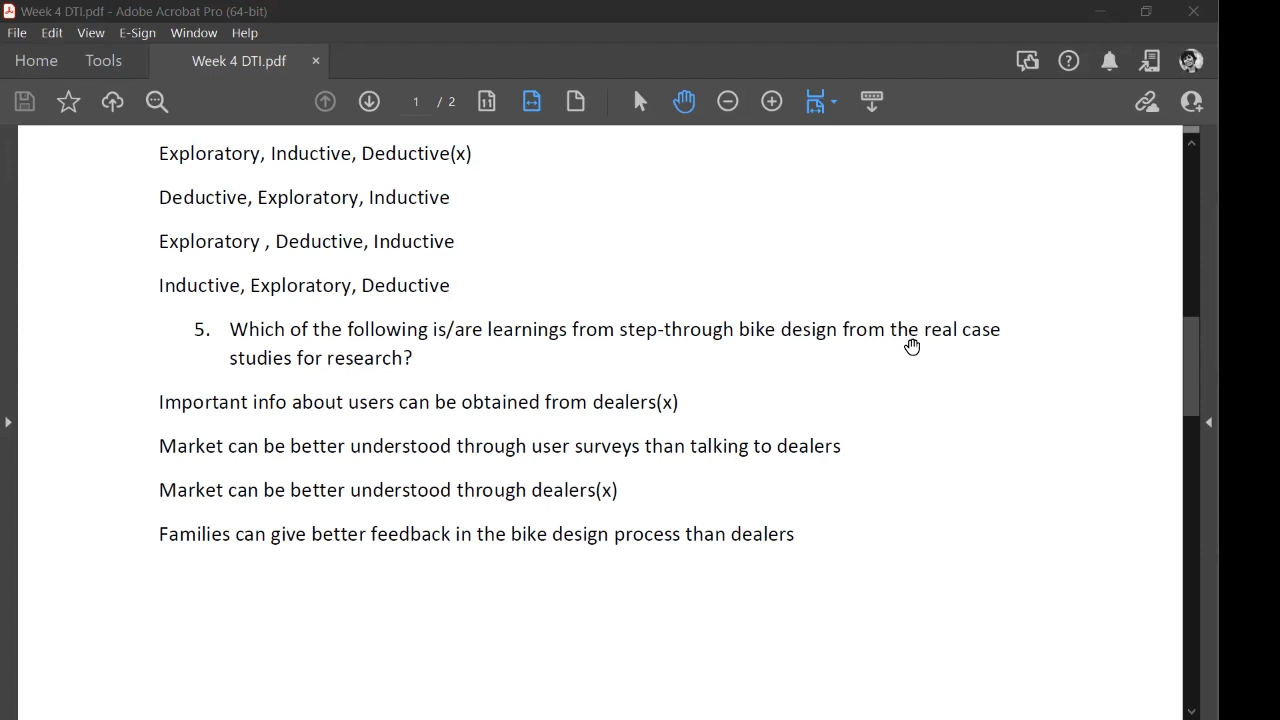 Week 4 DTI.pdf - Adobe Acrobat Pro (64-bit)
File Edit View E-Sign Window Help
Home Tools Week 4 DTI.pdf ×
1 / 2
Exploratory, Inductive, Deductive(x)
Deductive, Exploratory, Inductive
Exploratory , Deductive, Inductive
Inductive, Exploratory, Deductive
5. Which of the following is/are learnings from step-through bike design from the real case
studies for research?
Important info about users can be obtained from dealers(x)
Market can be better understood through user surveys than talking to dealers
Market can be better understood through dealers(x)
Families can give better feedback in the bike design process than dealers